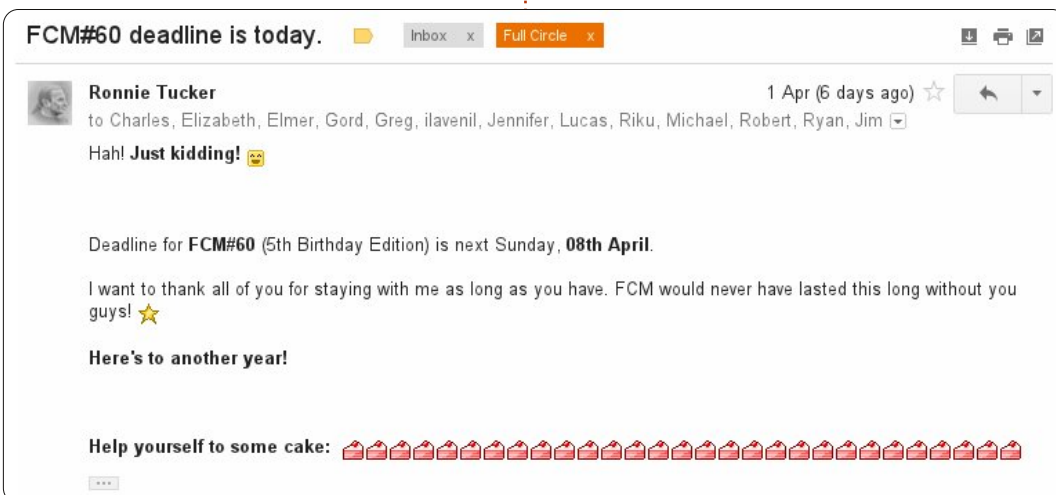 FCM#60 deadline is today. Inbox x Full Circle x
Ronnie Tucker 1 Apr (6 days ago)
to Charles, Elizabeth, Elmer, Gord, Greg, ilavenil, Jennifer, Lucas, Riku, Michael, Robert, Ryan, Jim
Hah! Just kidding!
Deadline for FCM#60 (5th Birthday Edition) is next Sunday, 08th April.
I want to thank all of you for staying with me as long as you have. FCM would never have lasted this long without you
guys!
Here's to another year!
Help yourself to some cake: